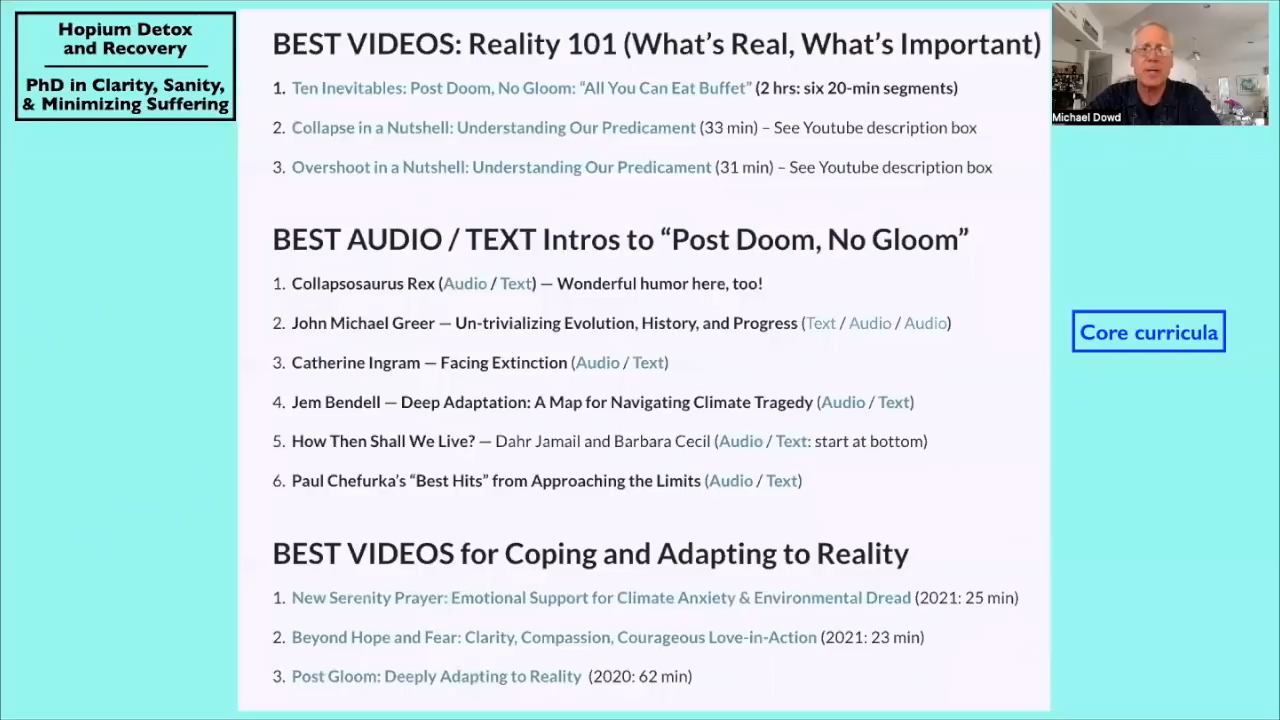 Hopium Detox
and Recovery
PhD in Clarity, Sanity,
& Minimizing Suffering
BEST VIDEOS: Reality 101 (What’s Real, What’s Important)
1. Ten Inevitables: Post Doom, No Gloom: “All You Can Eat Buffet” (2 hrs: six 20-min segments)
2. Collapse in a Nutshell: Understanding Our Predicament (33 min) – See Youtube description box
3. Overshoot in a Nutshell: Understanding Our Predicament (31 min) – See Youtube description box
BEST AUDIO / TEXT Intros to “Post Doom, No Gloom”
1. Collapsosaurus Rex (Audio / Text) — Wonderful humor here, too!
2. John Michael Greer — Un-trivializing Evolution, History, and Progress (Text / Audio / Audio)
3. Catherine Ingram — Facing Extinction (Audio / Text)
4. Jem Bendell — Deep Adaptation: A Map for Navigating Climate Tragedy (Audio / Text)
5. How Then Shall We Live? — Dahr Jamail and Barbara Cecil (Audio / Text: start at bottom)
6. Paul Chefurka’s “Best Hits” from Approaching the Limits (Audio / Text)
BEST VIDEOS for Coping and Adapting to Reality
1. New Serenity Prayer: Emotional Support for Climate Anxiety & Environmental Dread (2021: 25 min)
2. Beyond Hope and Fear: Clarity, Compassion, Courageous Love-in-Action (2021: 23 min)
3. Post Gloom: Deeply Adapting to Reality (2020: 62 min)
Michael Dowd
Core curricula